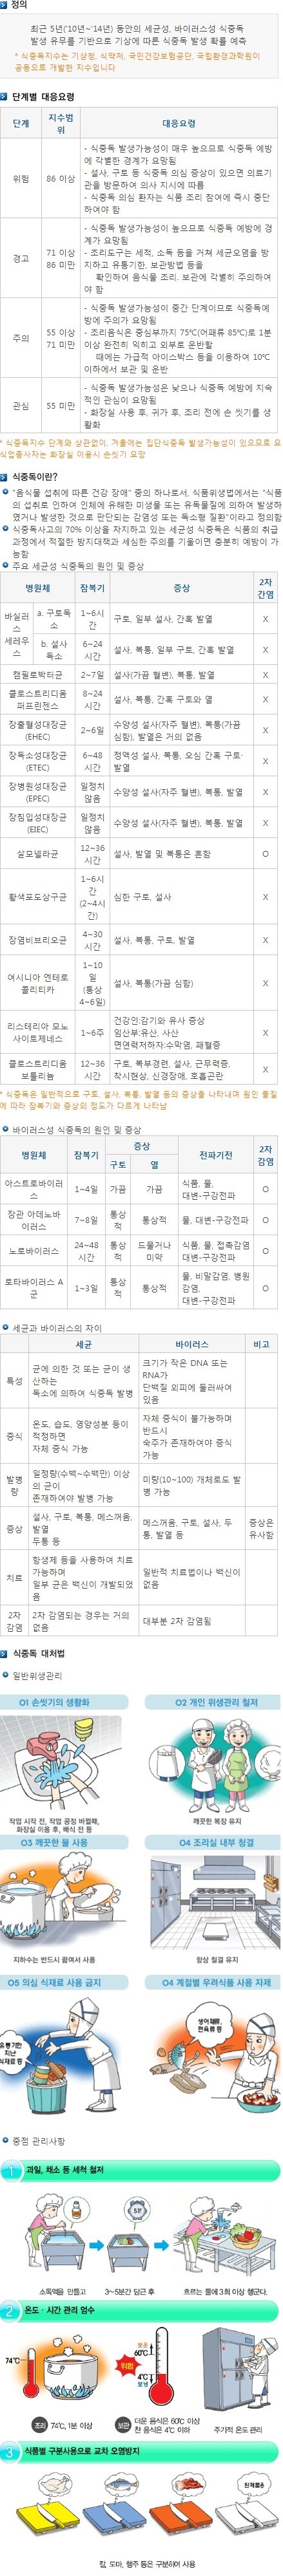 정의
최근 5년('10년~'14년) 동안의 세균성, 바이러스성 식중독
발생 유무를 기반으로 기상에 따른 식중독 발생 확률 예측
* 식중독지수는 기상청, 식약처, 국민건강보험공단, 국립환경과학원이
공동으로 개발한 지수입니다
단계별 대응요령
단계 지수범위 대응요령
위험 86 이상
- 식중독 발생가능성이 매우 높으므로 식중독 예방
에 각별한 경계가 요망됨
- 설사, 구토 등 식중독 의심 증상이 있으면 의료기
관을 방문하여 의사 지시에 따름
- 식중독 의심 환자는 식품 조리 참여에 즉시 중단
하여야 함
경고 71 이상 86 미만
- 식중독 발생가능성이 높으므로 식중독 예방에 경
계가 요망됨
- 조리도구는 세척, 소독 등을 거쳐 세균오염을 방
지하고 유통기한, 보관방법 등을
확인하여 음식물 조리. 보관에 각별히 주의하여
야 함
주의 55 이상 71 미만
- 식중독 발생가능성이 중간 단계이므로 식중독예
방에 주의가 요망됨
- 조리음식은 중심부까지 75℃(어패류 85℃)로 1분
이상 완전히 익히고 외부로 운반할
때에는 가급적 아이스박스 등을 이용하여 10℃
이하에서 보관 및 운반
관심 55 미만
- 식중독 발생가능성은 낮으나 식중독 예방에 지속
적인 관심이 요망됨
- 화장실 사용 후, 귀가 후, 조리 전에 손 씻기를 생
활화
* 식중독지수 단계와 상관없이, 겨울에는 집단식중독 발생가능성이 있으므로 요
식업종사자는 화장실 이용시 손씻기 요망
식중독이란?
"음식물 섭취에 따른 건강 장애" 중의 하나로서, 식품위생법에서는 "식품
의 섭취로 인하여 인체에 유해한 미생물 또는 유독물질에 의하여 발생하
였거나 발생한 것으로 판단되는 감염성 또는 독소형 질환"이라고 정의함
식중독사고의 70% 이상을 차지하고 있는 세균성 식중독은 식품의 취급
과정에서 적절한 방지대책과 세심한 주의를 기울이면 충분히 예방이 가
능함
주요 세균성 식중독의 원인 및 증상
병원체 잠복기 증상 2차 간염
바실러스 세레우스 a. 구토독소 1~6시간 구토, 일부 설사, 간혹 발열 X
b. 설사독소 6~24시간 설사, 복통, 일부 구토, 간혹 발열 X
캠필로박터균 2~7일 설사(가끔 혈변), 복통, 발열 X
클로스트리디움 퍼프린젠스 8~24시간 설사, 복통, 간혹 구토와 열 X
장출혈성대장균(EHEC) 2~6일 수양성 설사(자주 혈변), 복통(가끔 심함), 발열은 거의 없음 X
장독소성대장균(ETEC) 6~48시간 정액성 설사, 복통, 오심 간혹 구토·발열 X
장병원성대장균(EPEC) 일정치 않음 수양성 설사(자주 혈변), 복통, 발열 X
장침입성대장균(EIEC) 일정치 않음 수양성 설사(자주 혈변), 복통, 발열 X
살모넬라균 12~36시간 설사, 발열 및 복통은 흔함 O
황색포도상구균 1~6시간(2~4시간) 심한 구토, 설사 X
장염비브리오균 4~30시간 설사, 복통, 구토, 발열 X
여시니아 엔테로콜리티카 1~10일(통상 4~6일) 설사, 복통(가끔 심함) X
리스테리아 모노사이토제네스 1~6주 건강인:감기와 유사 증상 임산부:유산, 사산 면연력저하자:수막염, 패혈증 X
클로스트리디움 보툴리눔 12~36시간 구토, 복부경련, 설사, 근무력증, 착시현상, 신경장애, 호흡곤란 X
* 식중독은 일반적으로 구토, 설사, 복통, 발열 등의 증상을 나타내며 원인 물질
에 따라 잠복기와 증상의 정도가 다르게 나타남
바이러스성 식중독의 원인 및 증상
병원체 잠복기 증상 전파기전 2차 감염
구토 열
아스트로바이러스 1~4일 가끔 가끔 식품, 물, 대변-구강전파 O
장관 아데노바이러스 7~8일 통상적 통상적 물, 대변-구강전파 O
노로바이러스 24~48시간 통상적 드물거나 미약 식품, 물, 접촉감염 대변-구강전파 O
로타바이러스 A군 1~3일 통상적 통상적 물, 비말감염, 병원감염, 대변-구강전파 O
세균과 바이러스의 차이
세균 바이러스 비고
특성 균에 의한 것 또는 균이 생산하는 독소에 의하여 식중독 발병 크기가 작은 DNA 또는 RNA가 단백질 외피에 둘러싸여 있음
증식 온도, 습도, 영양성분 등이 적정하면 자체 증식 가능 자체 증식이 불가능하며 반드시 숙주가 존재하여야 증식 가능
발병량 일정량(수백~수백만) 이상의 균이 존재하여야 발병 가능 미량(10~100) 개체로도 발병 가능
증상 설사, 구토, 복통, 메스꺼움, 발열 두통 등 메스꺼움, 구토, 설사, 두통, 발열 등 증상은 유사함
치료 항생제 등을 사용하여 치료 가능하며 일부 균은 백신이 개발되었음 일반적 치료법이나 백신이 없음
2차감염 2차 감염되는 경우는 거의 없음 대부분 2차 감염됨
식중독 대처법
일반위생관리
01 손씻기의 생활화
02 개인 위생관리 철저
작업 시작 전, 작업 공정 바뀔때,
화장실 이용 후, 배식 전 등
깨끗한 복장 유지
03 깨끗한 물 사용
04 조리실 내부 청결
지하수는 반드시 끓여서 사용
항상 청결 유지
05 의심 식재료 사용 금지
04 계절별 우려식품 사용 자제
유통기한
지난
식재료 등
생어패류,
편육류 등
중점 관리사항
1 과일, 채소 등 세척 철저
5분
소독액을 만들고
3~5분간 담근 후
흐르는 물에 3회 이상 헹군다.
2 온도·시간 관리 엄수
74℃
보온
60℃
위험
4℃
보냉
조리 74℃, 1분 이상
보관 더운 음식은 60℃ 이상
찬 음식은 4℃ 이하
주기적 온도 관리
3 식품별 구분사용으로 교차 오염방지
완제품용
칼, 도마, 행주 등은 구분하여 사용